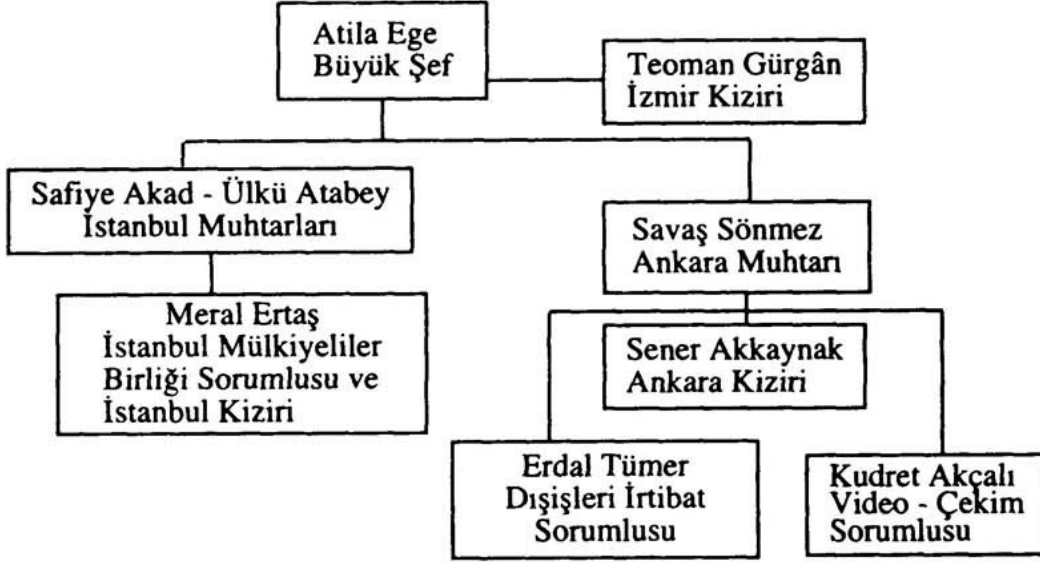 Atila Ege
Büyük Şef
Teoman Gürgân
İzmir Kiziri
Safiye Akad - Ülkü Atabey
İstanbul Muhtarları
Savaş Sönmez
Ankara Muhtarı
Meral Ertaş
İstanbul Mülkiyeliler
Birliği Sorumlusu ve
İstanbul Kiziri
Sener Akkaynak
Ankara Kiziri
Erdal Tümer
Dışişleri İrtibat
Sorumlusu
Kudret Akçalı
Video - Çekim
Sorumlusu